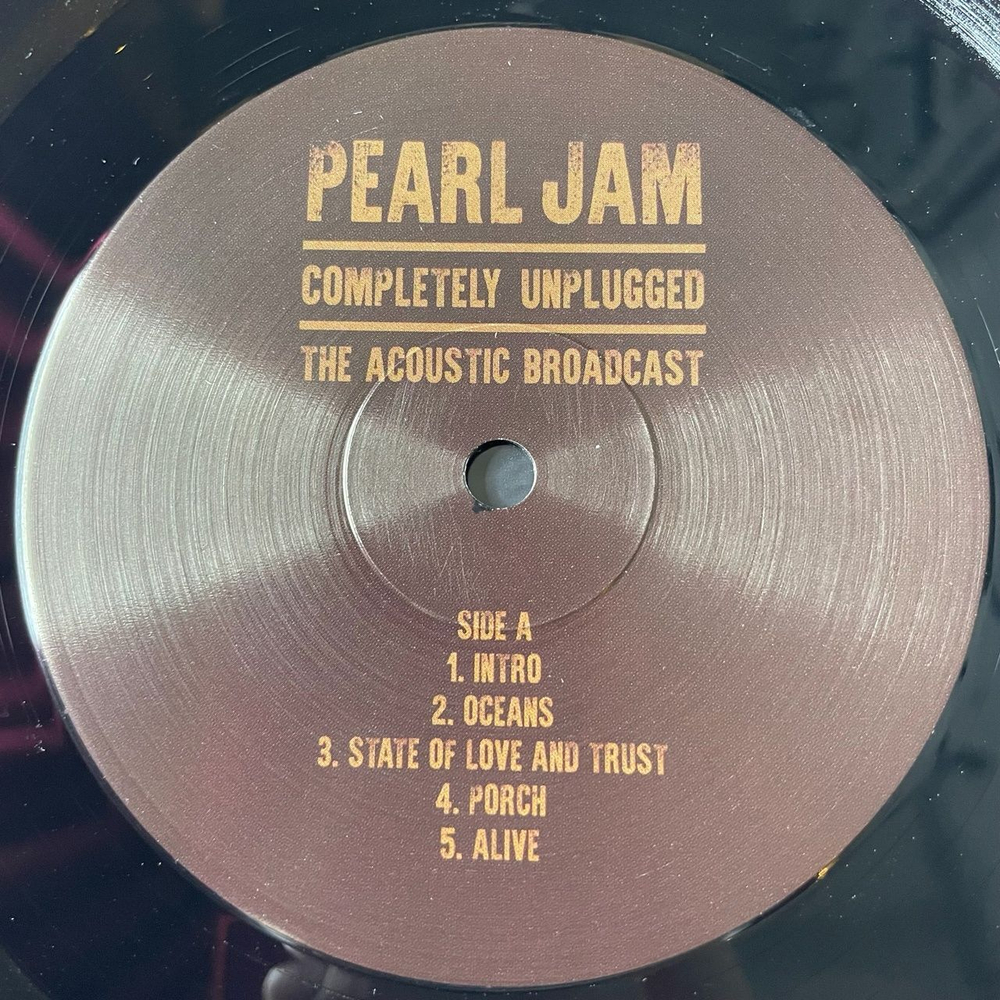 PEARL JAM
COMPLETELY UNPLUGGED
THE ACOUSTIC BROADCAST
SIDE A
1. INTRO
2. OCEANS
3. STATE OF LOVE AND TRUST
4. PORCH
5. ALIVE